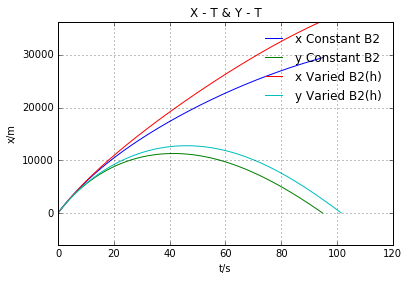 X - T & Y - T
x/m
30000
20000
10000
0
x Constant B2
y Constant B2
x Varied B2(h)
y Varied B2(h)
0 20 40 60 80 100 120
t/s